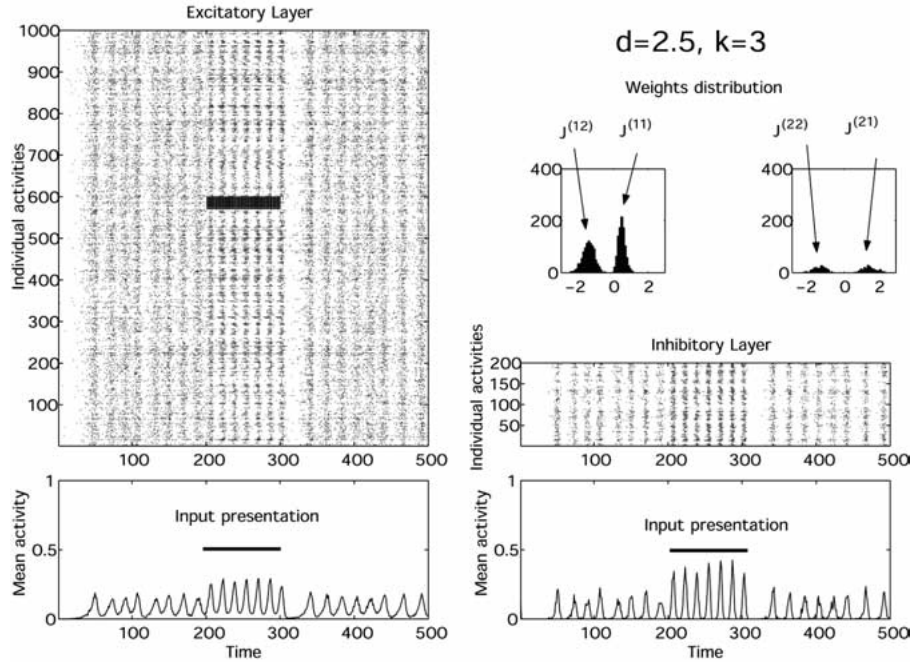 Excitatory Layer
Individual activities
1000
900
800
700
600
500
400
300
200
100
100 200 300 400 500
d=2.5, k=3
Weights distribution
J(12) J(11)
400
200
0
−2 0 2
J(22) J(21)
400
200
0
−2 0 2
Inhibitory Layer
Individual activities
200
150
100
50
100 200 300 400 500
Mean activity
1
0.5
0
Input presentation
0 100 200 300 400 500
Time
Mean activity
1
0.5
0
Input presentation
0 100 200 300 400 500
Time